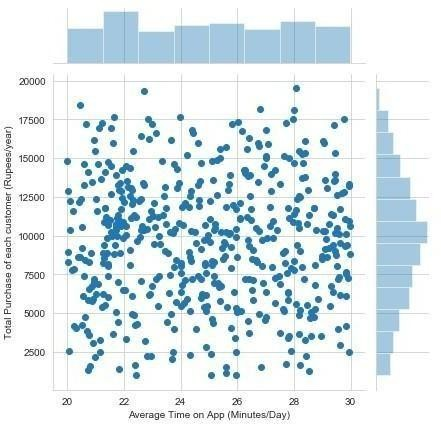 20000
17500
15000
12500
10000
7500
5000
2500
Total Purchase of each customer (Rupees/year)
20 22 24 26 28 30
Average Time on App (Minutes/Day)